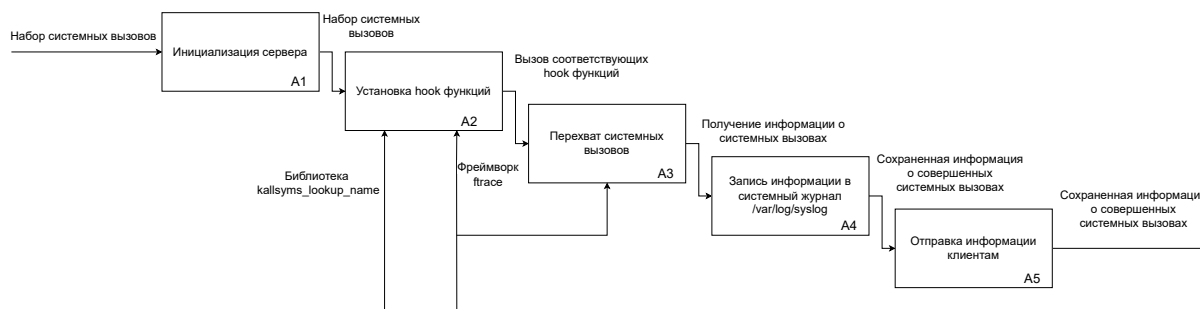 Набор системных вызовов
Инициализация сервера
A1
Набор системных
вызовов
Установка hook функций
A2
Вызов соответствующих
hook функций
Перехват системных
вызовов
A3
Библиотека
kallsyms_lookup_name
Фреймворк
ftrace
Получение информации о
системных вызовах
Запись информации в
системный журнал
/var/log/syslog
A4
Сохраненная информация
о совершенных
системных вызовах
Отправка информации
клиентам
A5
Сохраненная информаци
о совершенных
системных вызовах